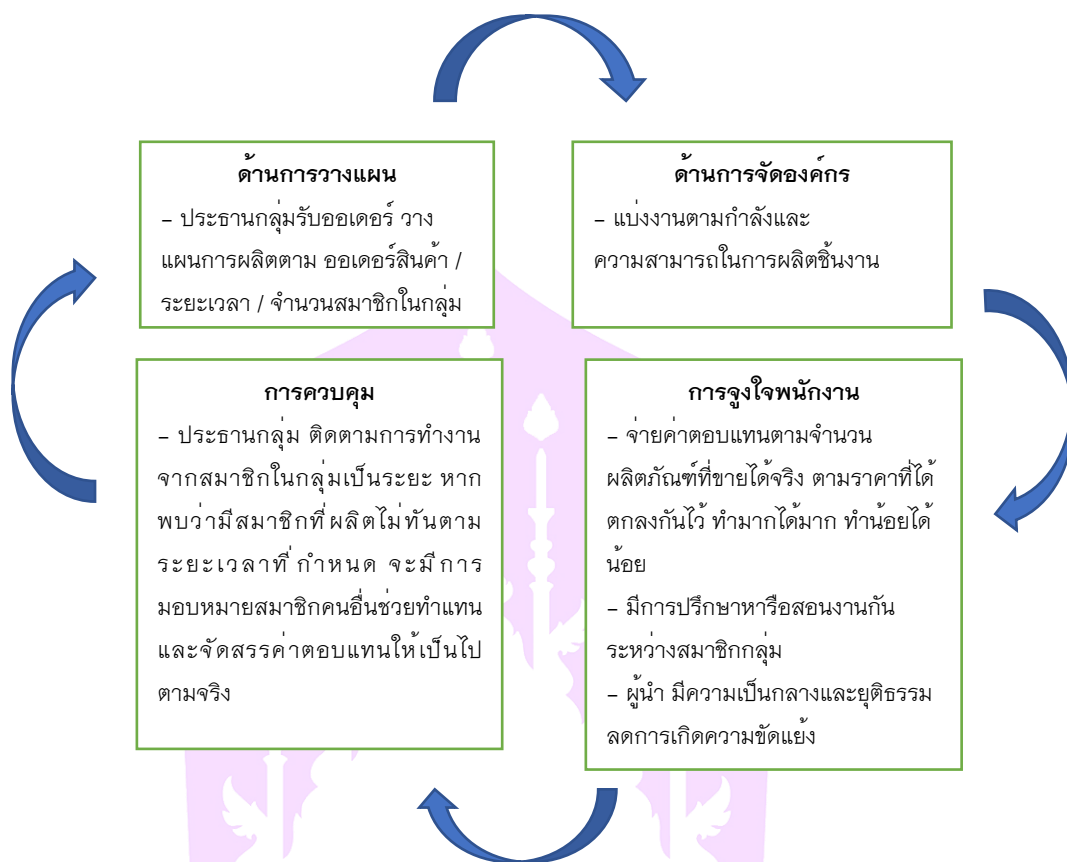 ด้านการวางแผน
– ประธานกลุ่มรับออเดอร์ วาง
แผนการผลิตตาม ออเดอร์สินค้า /
ระยะเวลา / จำนวนสมาชิกในกลุ่ม
ด้านการจัดองค์กร
– แบ่งงานตามกำลังและ
ความสามารถในการผลิตชิ้นงาน
การควบคุม
– ประธานกลุ่ม ติดตามการทำงาน
จากสมาชิกในกลุ่มเป็นระยะ หาก
พบว่ามีสมาชิกที่ผลิตไม่ทันตาม
ระยะเวลาที่กำหนด จะมีการ
มอบหมายสมาชิกคนอื่นช่วยทำแทน
และจัดสรรค่าตอบแทนให้เป็นไป
ตามจริง
การจูงใจพนักงาน
– จ่ายค่าตอบแทนตามจำนวน
ผลิตภัณฑ์ที่ขายได้จริง ตามราคาที่ได้
ตกลงกันไว้ ทำมากได้มาก ทำน้อยได้
น้อย
– มีการปรึกษาหารือสอนงานกัน
ระหว่างสมาชิกกลุ่ม
– ผู้นำ มีความเป็นกลางและยุติธรรม
ลดการเกิดความขัดแย้ง